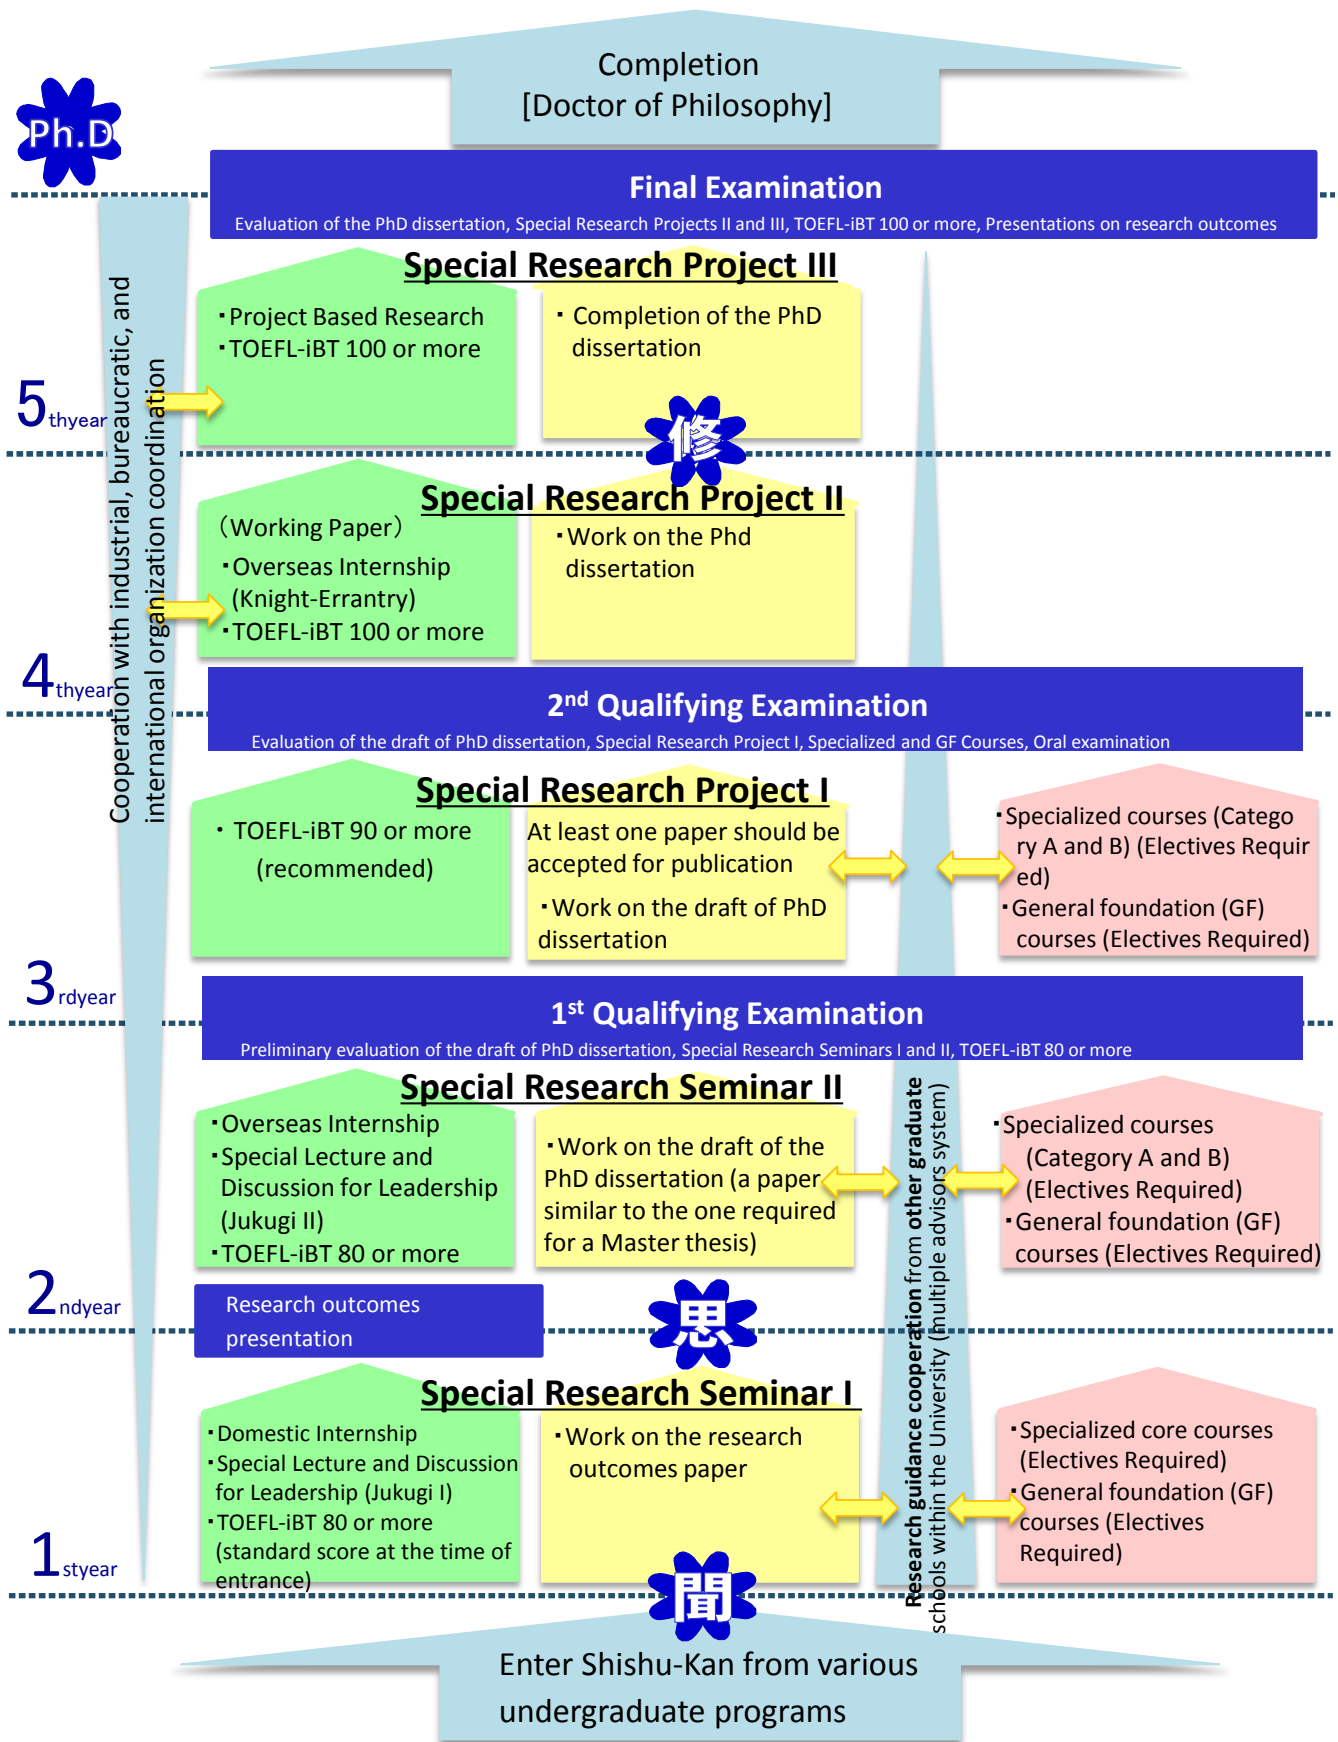 Completion
[Doctor of Philosophy]
Ph.D
Final Examination
Evaluation of the PhD dissertation, Special Research Projects II and III, TOEFL-iBT 100 or more, Presentations on research outcomes
Cooperation with industrial, bureaucratic, and
international organization coordination
Special Research Project III
・Project Based Research
・TOEFL-iBT 100 or more
・ Completion of the PhD
dissertation
5thyear
修
Special Research Project II
（Working Paper）
・Overseas Internship
(Knight-Errantry)
・TOEFL-iBT 100 or more
・Work on the Phd
dissertation
4thyear
2nd Qualifying Examination
Evaluation of the draft of PhD dissertation, Special Research Project I, Specialized and GF Courses, Oral examination
Special Research Project I
・ TOEFL-iBT 90 or more
(recommended)
At least one paper should be
accepted for publication
・Work on the draft of PhD
dissertation
・Specialized courses (Catego
ry A and B) (Electives Requir
ed)
・General foundation (GF)
courses (Electives Required)
3rdyear
1st Qualifying Examination
Preliminary evaluation of the draft of PhD dissertation, Special Research Seminars I and II, TOEFL-iBT 80 or more
Special Research Seminar II
・Overseas Internship
・Special Lecture and
Discussion for Leadership
(Jukugi II)
・TOEFL-iBT 80 or more
・Work on the draft of the
PhD dissertation (a paper
similar to the one required
for a Master thesis)
Research guidance cooperation from other graduate
schools within the University (multiple advisors system)
・Specialized courses
(Category A and B)
(Electives Required)
・General foundation (GF)
courses (Electives Required)
2ndyear
Research outcomes
presentation
思
Special Research Seminar I
・Domestic Internship
・Special Lecture and Discussion
for Leadership (Jukugi I)
・TOEFL-iBT 80 or more
(standard score at the time of
entrance)
・Work on the research
outcomes paper
・Specialized core courses
(Electives Required)
・General foundation (GF)
courses (Electives
Required)
1styear
聞
Enter Shishu-Kan from various
undergraduate programs